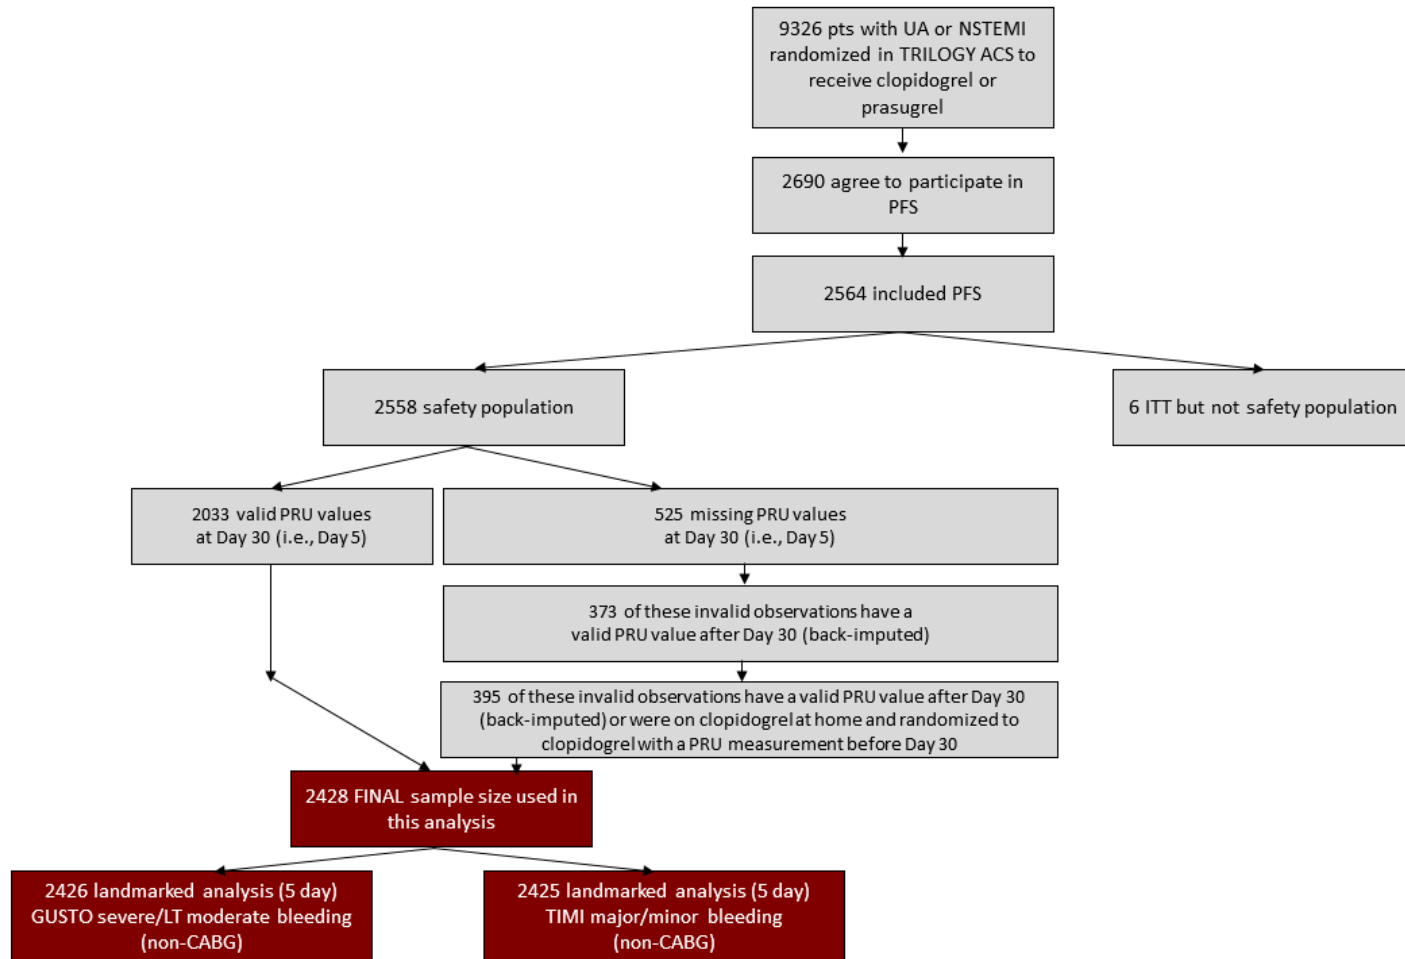 9326 pts with UA or NSTEMI
randomized in TRILOGY ACS to
receive clopidogrel or
prasugrel
2690 agree to participate in
PFS
2564 included PFS
2558 safety population
6 ITT but not safety population
2033 valid PRU values
at Day 30 (i.e., Day 5)
525 missing PRU values
at Day 30 (i.e., Day 5)
373 of these invalid observations have a
valid PRU value after Day 30 (back-imputed)
395 of these invalid observations have a valid PRU value after Day 30
(back-imputed) or were on clopidogrel at home and randomized to
clopidogrel with a PRU measurement before Day 30
2428 FINAL sample size used in
this analysis
2426 landmarked analysis (5 day)
GUSTO severe/LT moderate bleeding
(non-CABG)
2425 landmarked analysis (5 day)
TIMI major/minor bleeding
(non-CABG)